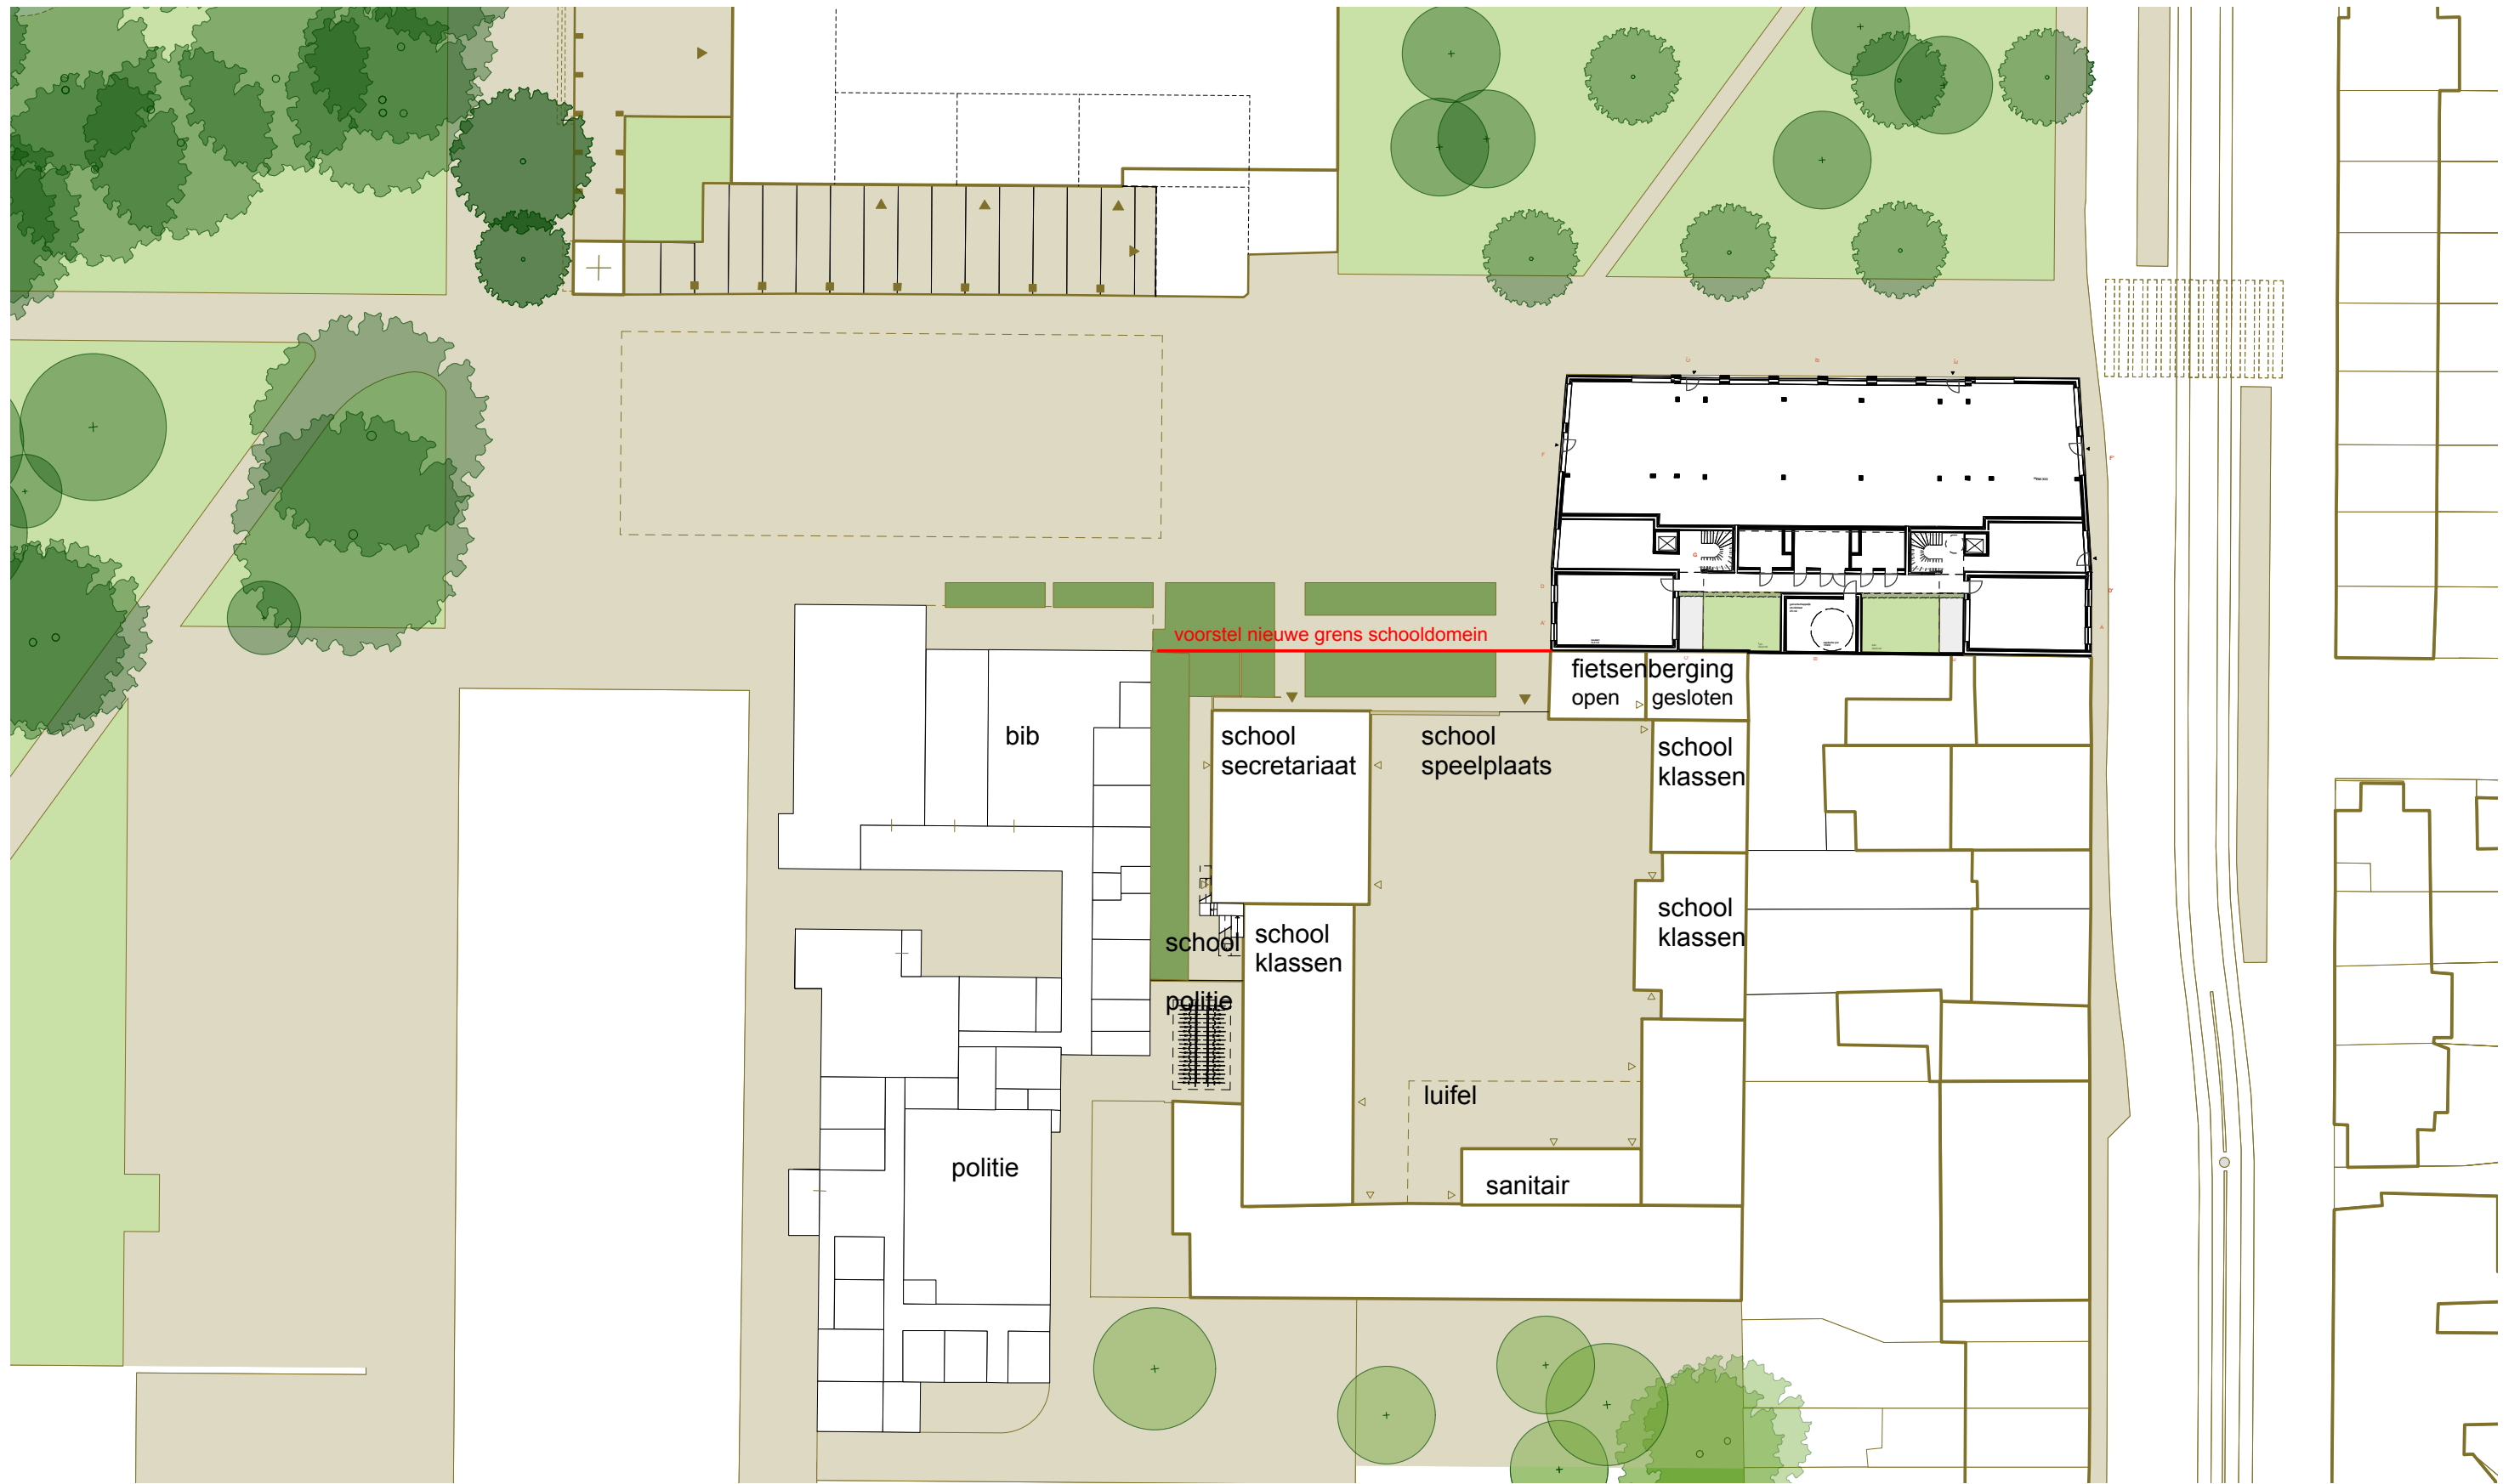 voorstel nieuwe grens schooldomein
fietsenberging
open gesloten
bib
school
secretariaat
school
speelplaats
school
klassen
school
klassen
school
school
klassen
politie
luifel
politie
sanitair